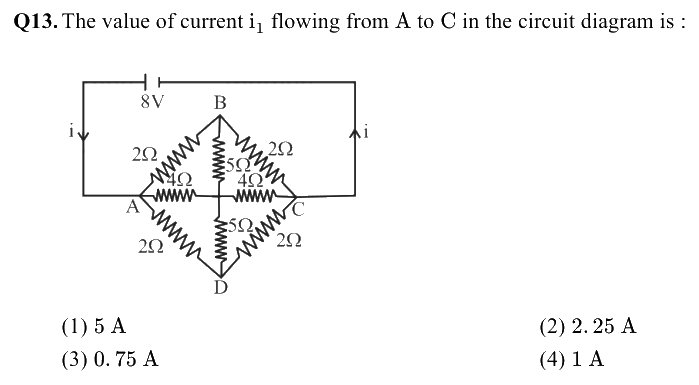 Q13. The value of current i₁ flowing from A to C in the circuit diagram is :
8V
B
i
i
2Ω
2Ω
5Ω
4Ω
4Ω
A
C
5Ω
2Ω
2Ω
D
(1) 5 A
(2) 2. 25 A
(3) 0. 75 A
(4) 1 A